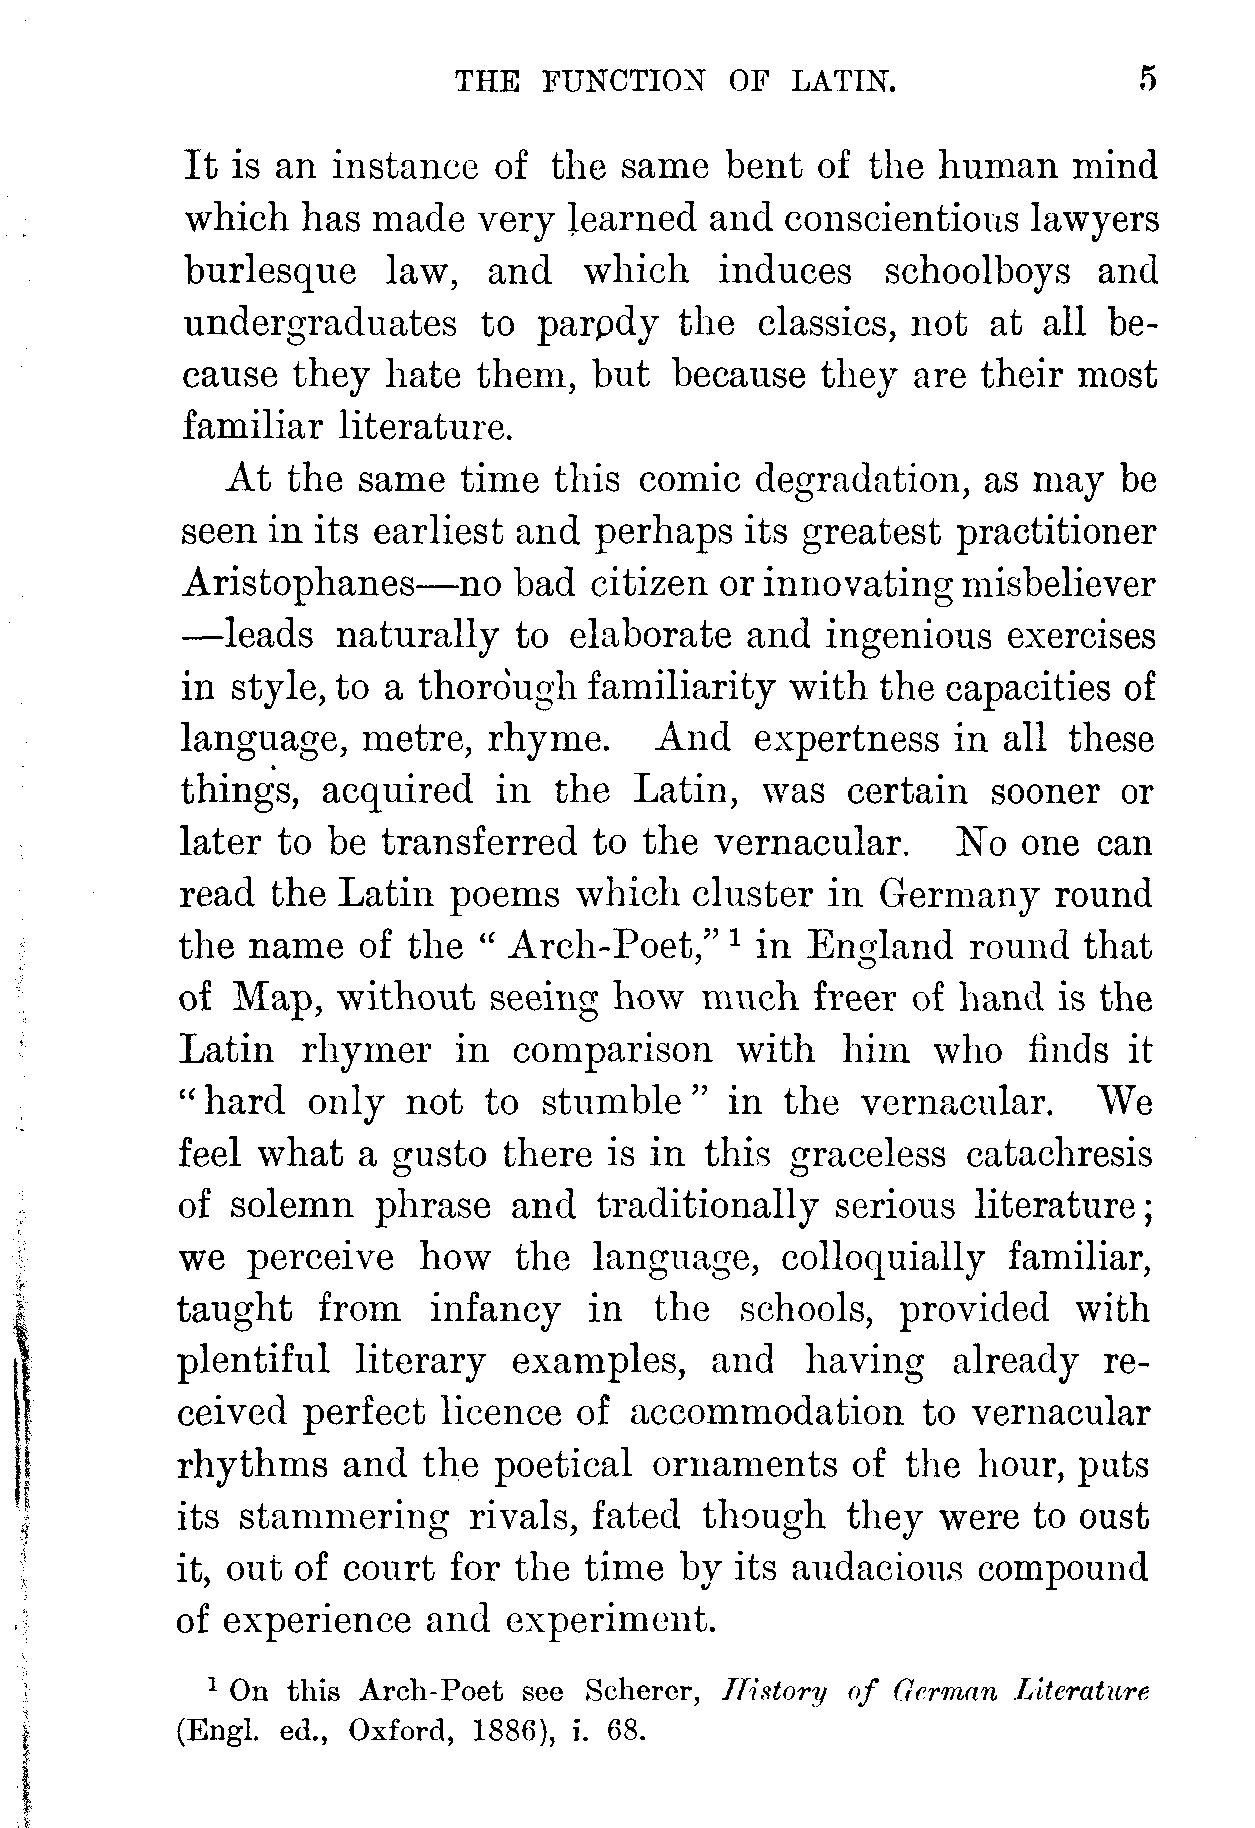 THE FUNCTION OF LATIN. 5
It is an instance of the same bent of the human mind
which has made very learned and conscientious lawyers
burlesque law, and which induces schoolboys and
undergraduates to parody the classics, not at all be-
cause they hate them, but because they are their most
familiar literature.
At the same time this comic degradation, as may be
seen in its earliest and perhaps its greatest practitioner
Aristophanes—no bad citizen or innovating misbeliever
—leads naturally to elaborate and ingenious exercises
in style, to a thorough familiarity with the capacities of
language, metre, rhyme. And expertness in all these
things, acquired in the Latin, was certain sooner or
later to be transferred to the vernacular. No one can
read the Latin poems which cluster in Germany round
the name of the “ Arch-Poet,” ¹ in England round that
of Map, without seeing how much freer of hand is the
Latin rhymer in comparison with him who finds it
“ hard only not to stumble ” in the vernacular. We
feel what a gusto there is in this graceless catachresis
of solemn phrase and traditionally serious literature;
we perceive how the language, colloquially familiar,
taught from infancy in the schools, provided with
plentiful literary examples, and having already re-
ceived perfect licence of accommodation to vernacular
rhythms and the poetical ornaments of the hour, puts
its stammering rivals, fated though they were to oust
it, out of court for the time by its audacious compound
of experience and experiment.
¹ On this Arch-Poet see Scherer, History of German Literature
(Engl. ed., Oxford, 1886), i. 68.